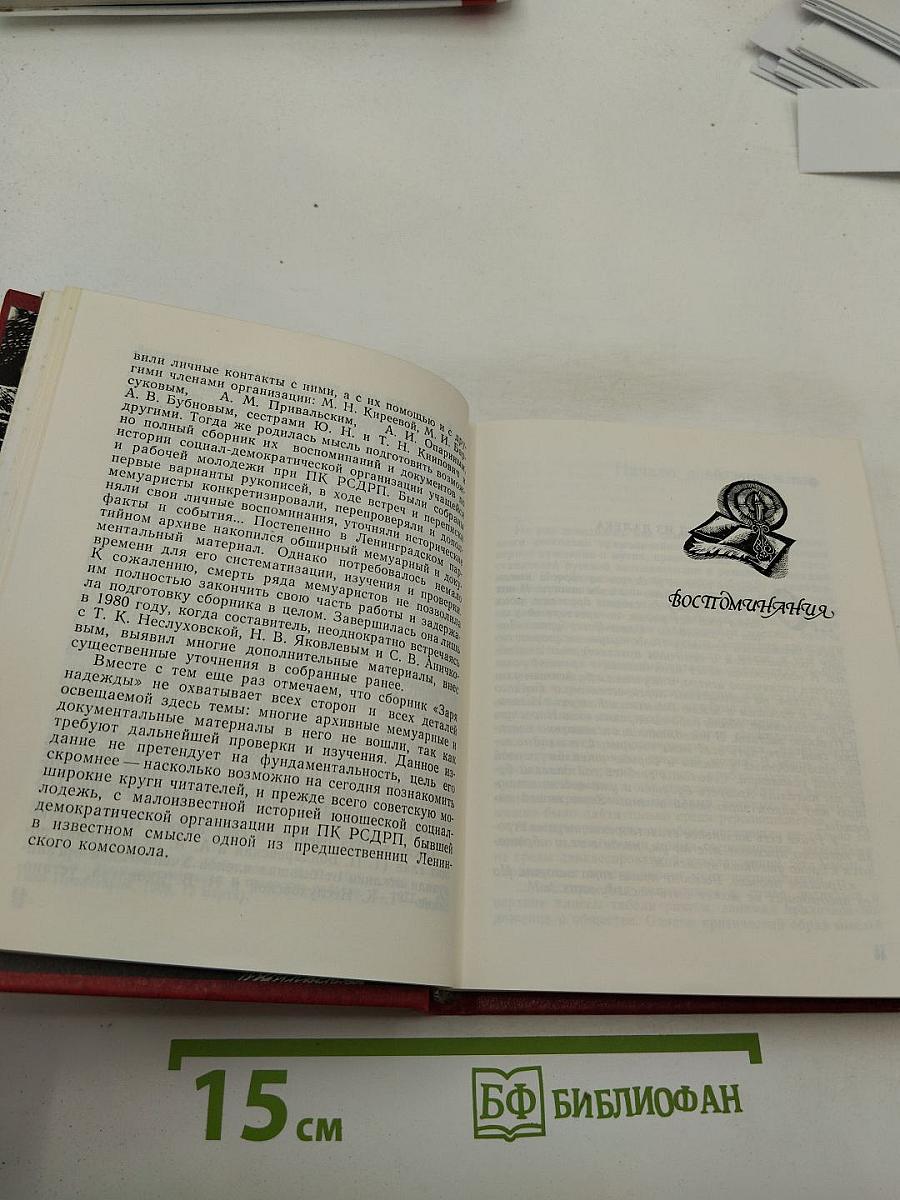 вили личные контакты с ними, а с их помощью и с дру-
гими членами организации: М. Н. Киреевой, М. И.
суковым, А. М. Привальским, А. И. Опариным,
А. В. Бубновым, сестрами Ю. Н. и Т. Н. Книпович и
другими. Тогда же родилась мысль подготовить возмож-
но полный сборник их воспоминаний и документов по
истории социал-демократической организации учащейся
и рабочей молодежи при ПК РСДРП. Были собраны
первые варианты рукописей, в ходе встреч и переписки
мемуаристы конкретизировали, перепроверяли и допол-
няли свои личные воспоминания, уточняли исторические
факты и события... Постепенно в Ленинградском пар-
тийном архиве накопился обширный мемуарный и доку-
ментальный материал. Однако потребовалось немало
времени для его систематизации, изучения и проверки.
К сожалению, смерть ряда мемуаристов не позволила
им полностью закончить свою часть работы и задержа-
ла подготовку сборника в целом. Завершилась она лишь
в 1980 году, когда составитель, неоднократно встречаясь
с Т. К. Неслуховской, Н. В. Яковлевым и С. В. Аничко-
вым, выявил многие дополнительные материалы, внес
существенные уточнения в собранные ранее.
Вместе с тем еще раз отмечаем, что сборник «Заря
надежды» не охватывает всех сторон и всех деталей
освещаемой здесь темы: многие архивные мемуарные и
документальные материалы в него не вошли, так как
требуют дальнейшей проверки и изучения. Данное из-
дание не претендует на фундаментальность, цель его
скромнее — насколько возможно на сегодня познакомить
широкие круги читателей, и прежде всего советскую мо-
лодежь, с малоизвестной историей юношеской социал-
демократической организации при ПК РСДРП, бывшей
в известном смысле одной из предшественниц Ленин-
ского комсомола.
ВОСПОМИНАНИЯ
15 см
БФ БИБЛИОФАН